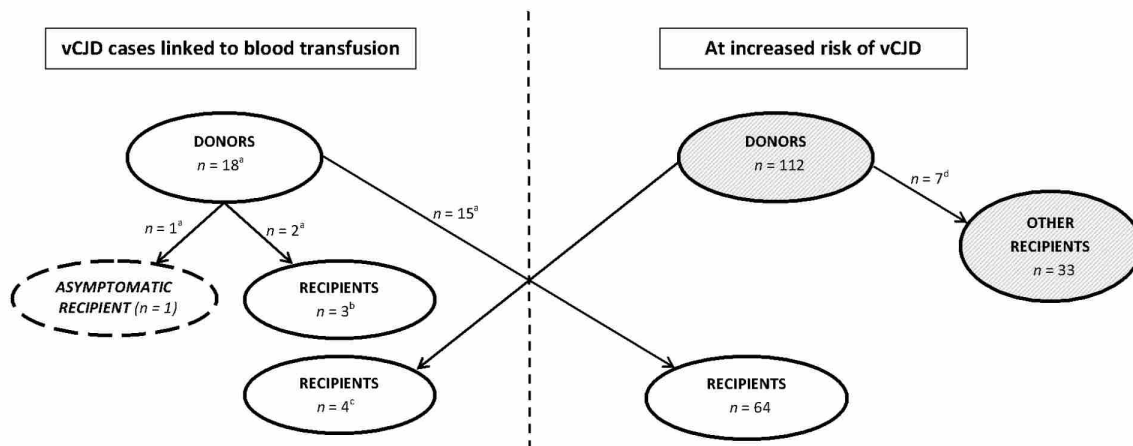 vCJD cases linked to blood transfusion
At increased risk of vCJD
DONORS
n = 18ª
DONORS
n = 112
n = 7ᵈ
n = 1ª
n = 2ª
n = 15ª
OTHER
RECIPIENTS
n = 33
ASYMPTOMATIC
RECIPIENT (n = 1)
RECIPIENTS
n = 3ᵇ
RECIPIENTS
n = 4ᶜ
RECIPIENTS
n = 64